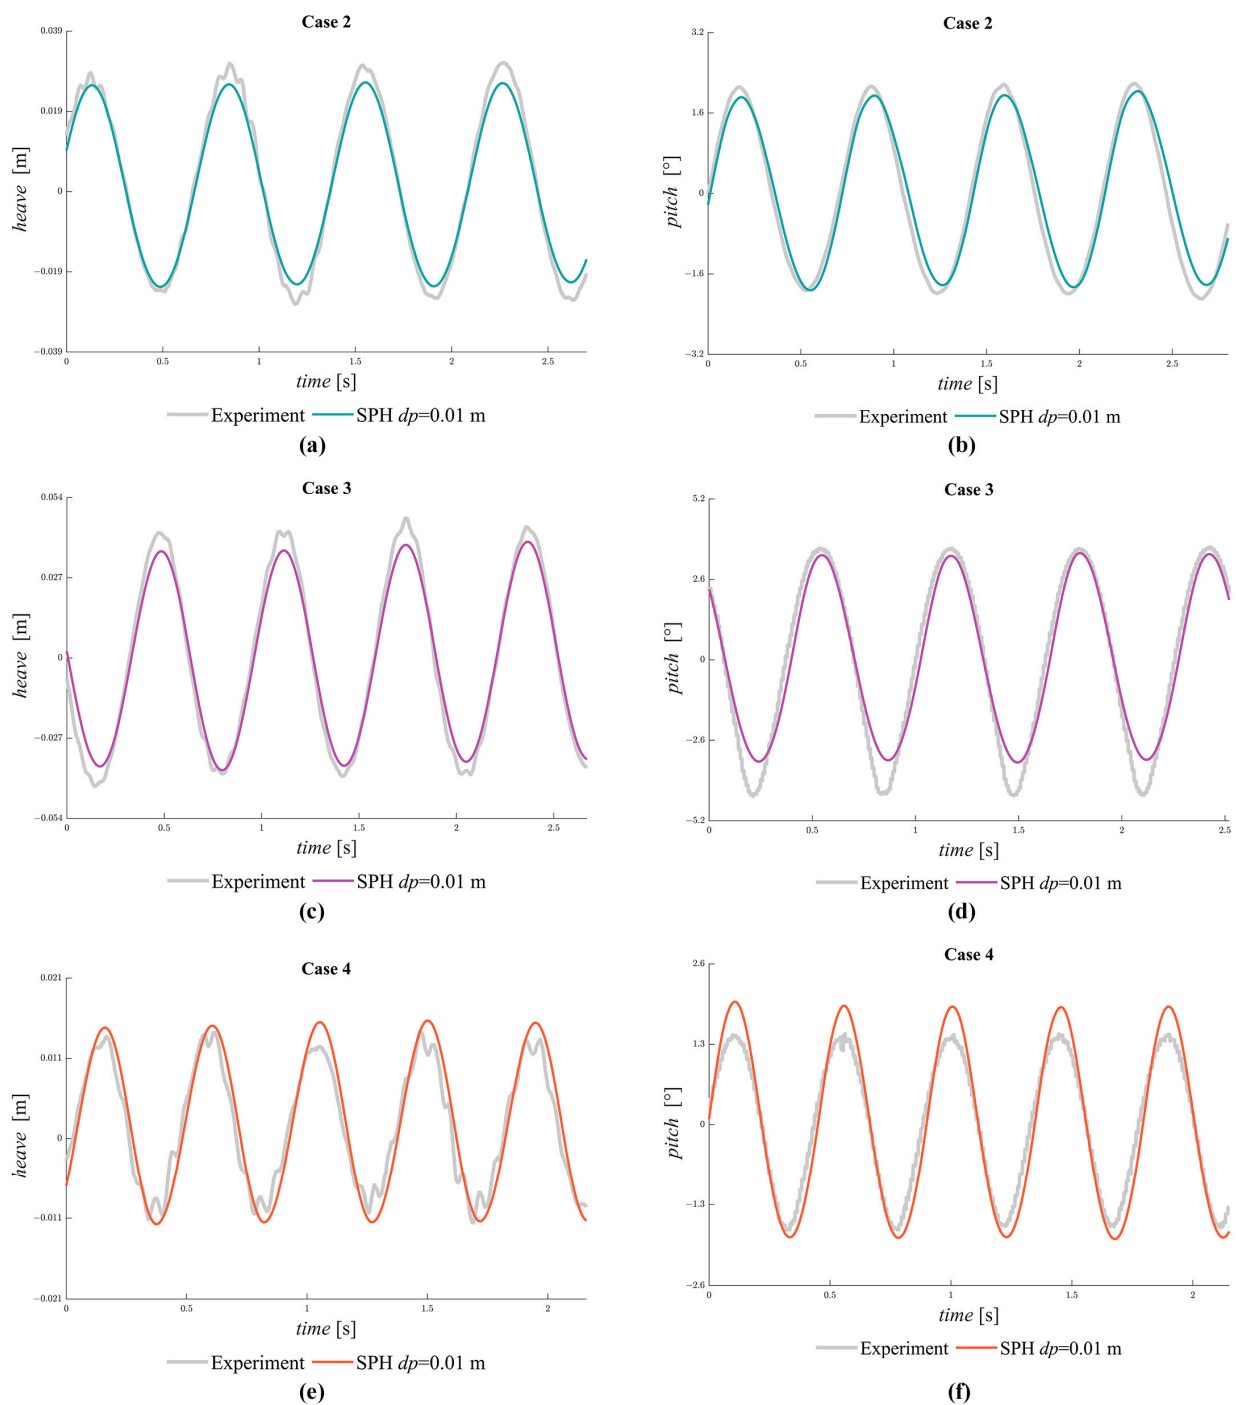 Case 2
0.039
0.019
0
−0.019
−0.039
heave [m]
0 0.5 1 1.5 2 2.5
time [s]
Experiment SPH dp=0.01 m
(a)
Case 2
3.2
1.6
0
−1.6
−3.2
pitch [°]
0 0.5 1 1.5 2 2.5
time [s]
Experiment SPH dp=0.01 m
(b)
Case 3
0.054
0.027
0
−0.027
−0.054
heave [m]
0 0.5 1 1.5 2 2.5
time [s]
Experiment SPH dp=0.01 m
(c)
Case 3
5.2
2.6
0
−2.6
−5.2
pitch [°]
0 0.5 1 1.5 2 2.5
time [s]
Experiment SPH dp=0.01 m
(d)
Case 4
0.021
0.011
0
−0.011
−0.021
heave [m]
0 0.5 1 1.5 2
time [s]
Experiment SPH dp=0.01 m
(e)
Case 4
2.6
1.3
0
−1.3
−2.6
pitch [°]
0 0.5 1 1.5 2
time [s]
Experiment SPH dp=0.01 m
(f)